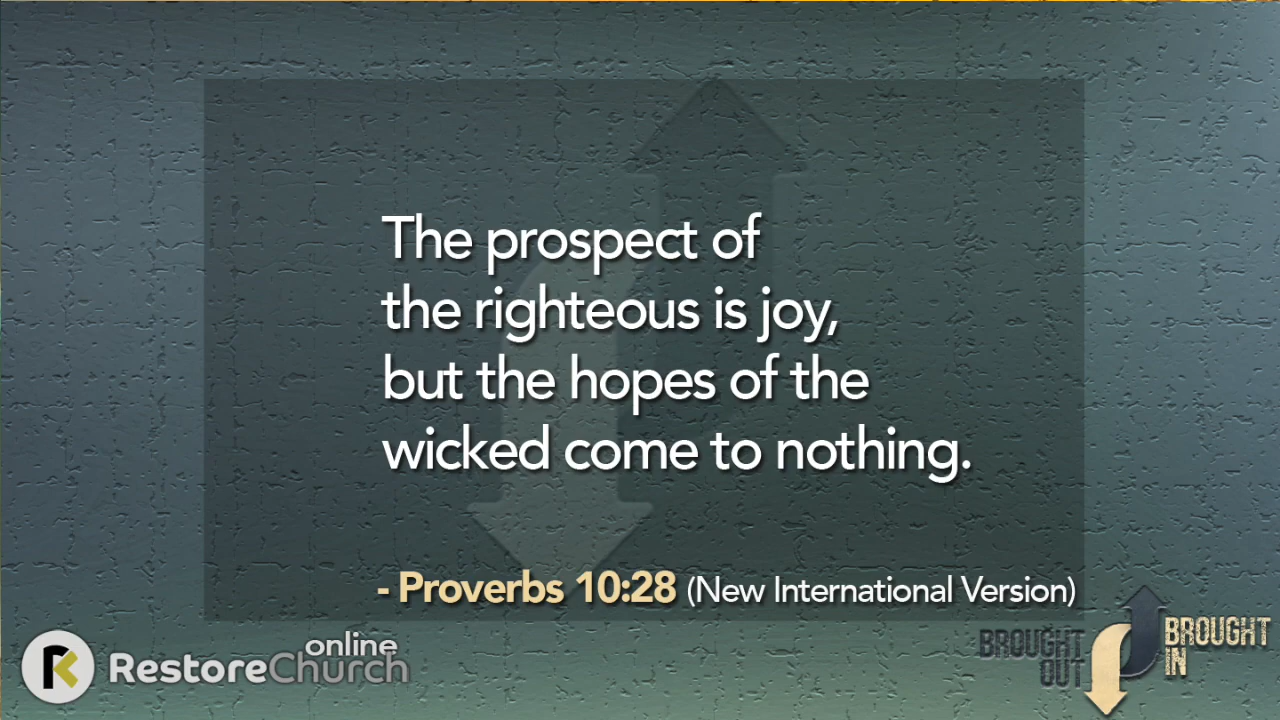 The prospect of
the righteous is joy,
but the hopes of the
wicked come to nothing.
- Proverbs 10:28 (New International Version)
online
RestoreChurch
BROUGHT
OUT
BROUGHT
IN